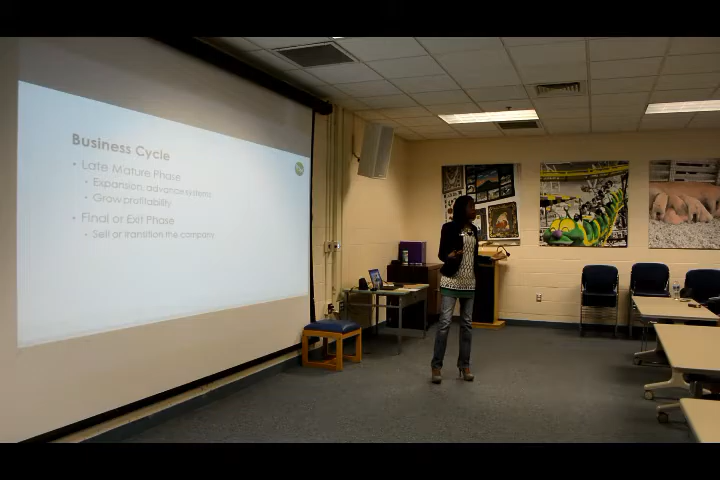 Business Cycle
• Late Mature Phase
• Expansion, advance systems
• Grow profitability
• Final or Exit Phase
• Sell or transition the company